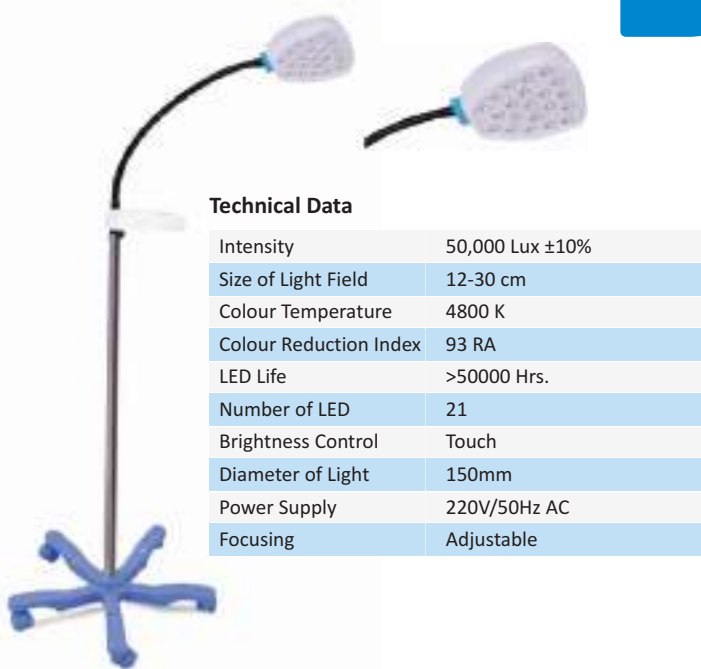 Technical Data
Intensity 50,000 Lux ±10%
Size of Light Field 12-30 cm
Colour Temperature 4800 K
Colour Reduction Index 93 RA
LED Life >50000 Hrs.
Number of LED 21
Brightness Control Touch
Diameter of Light 150mm
Power Supply 220V/50Hz AC
Focusing Adjustable